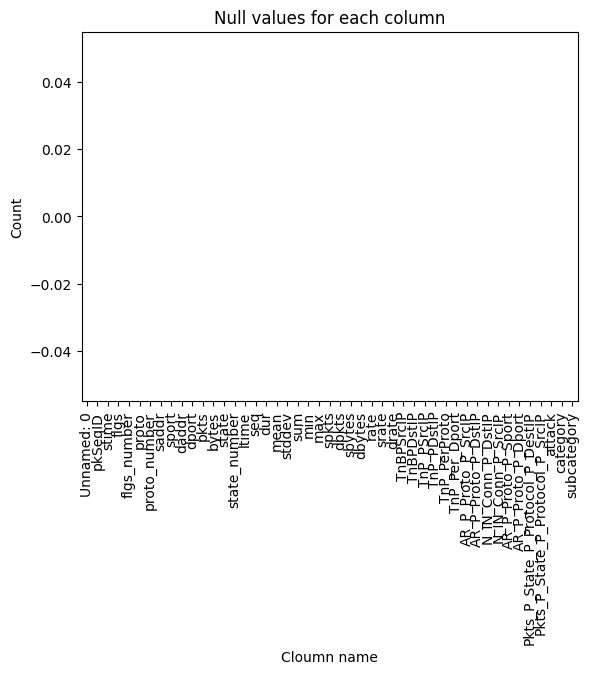 Null values for each column
Count
0.04
0.02
0.00
−0.02
−0.04
Unnamed: 0
pkSeqID
stime
flgs
flgs_number
proto
proto_number
saddr
sport
daddr
dport
pkts
bytes
state
state_number
ltime
seq
dur
mean
stddev
sum
min
max
spkts
dpkts
sbytes
dbytes
rate
srate
drate
TnBPSrcIP
TnBPDstIP
TnP_PSrcIP
TnP_PDstIP
TnP_PerProto
TnP_Per_Dport
AR_P_Proto_P_SrcIP
AR_P_Proto_P_DstIP
N_IN_Conn_P_DstIP
N_IN_Conn_P_SrcIP
AR_P_Proto_P_Sport
AR_P_Proto_P_Dport
Pkts_P_State_P_Protocol_P_DestIP
Pkts_P_State_P_Protocol_P_SrcIP
attack
category
subcategory
Cloumn name